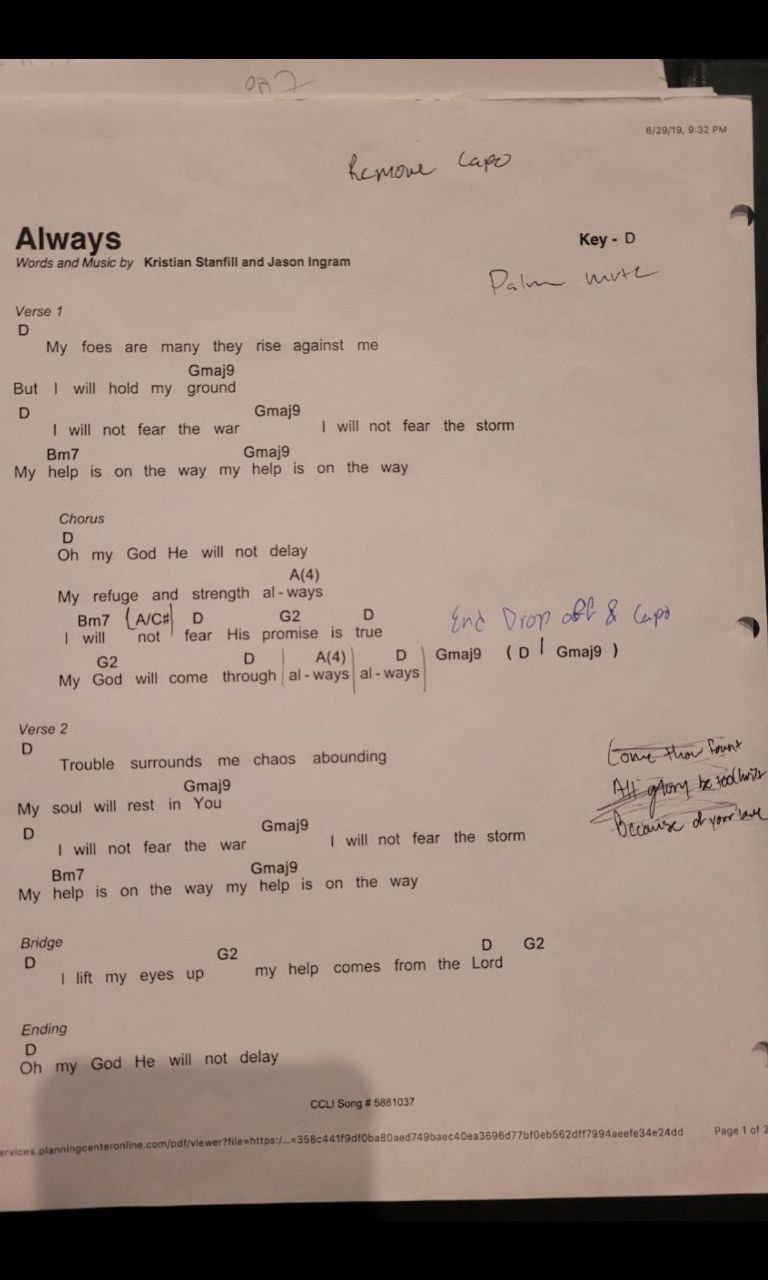 6/29/19, 9:32 PM
Remove Capo
Always
Key - D
Words and Music by Kristian Stanfill and Jason Ingram
Palm mute
Verse 1
D
My foes are many they rise against me
Gmaj9
But I will hold my ground
D Gmaj9
I will not fear the war I will not fear the storm
Bm7 Gmaj9
My help is on the way my help is on the way
Chorus
D
Oh my God He will not delay
A(4)
My refuge and strength al-ways
Bm7 (A/C#) D G2 D
I will not fear His promise is true
End Drop off & Capo
G2 D A(4) D Gmaj9 ( D | Gmaj9 )
My God will come through al-ways al-ways
Verse 2
D
Trouble surrounds me chaos abounding
Gmaj9
My soul will rest in You
D Gmaj9
I will not fear the war I will not fear the storm
Bm7 Gmaj9
My help is on the way my help is on the way
Come thou fount
All glory be to Christ
Because of your love
Bridge
D G2 D G2
I lift my eyes up my help comes from the Lord
Ending
D
Oh my God He will not delay
CCLI Song # 5881037
ervices.planningcenteronline.com/pdf/viewer?file=https:/...=358c441f9df0ba80aed749baec40ea3696d77bf0eb562dff7994aeefe34e24dd
Page 1 of 2